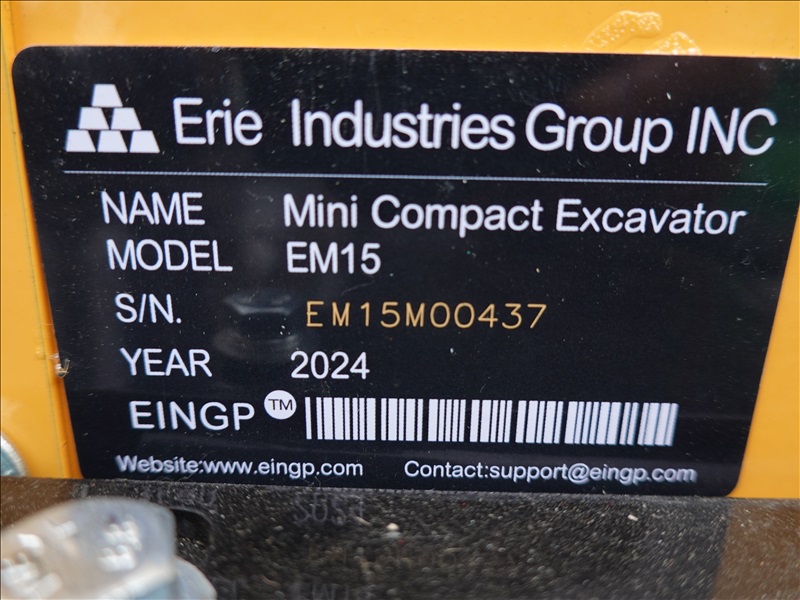 Erie Industries Group INC
NAME Mini Compact Excavator
MODEL EM15
S/N. EM15M00437
YEAR 2024
EINGP TM
Website:www.eingp.com Contact:support@eingp.com